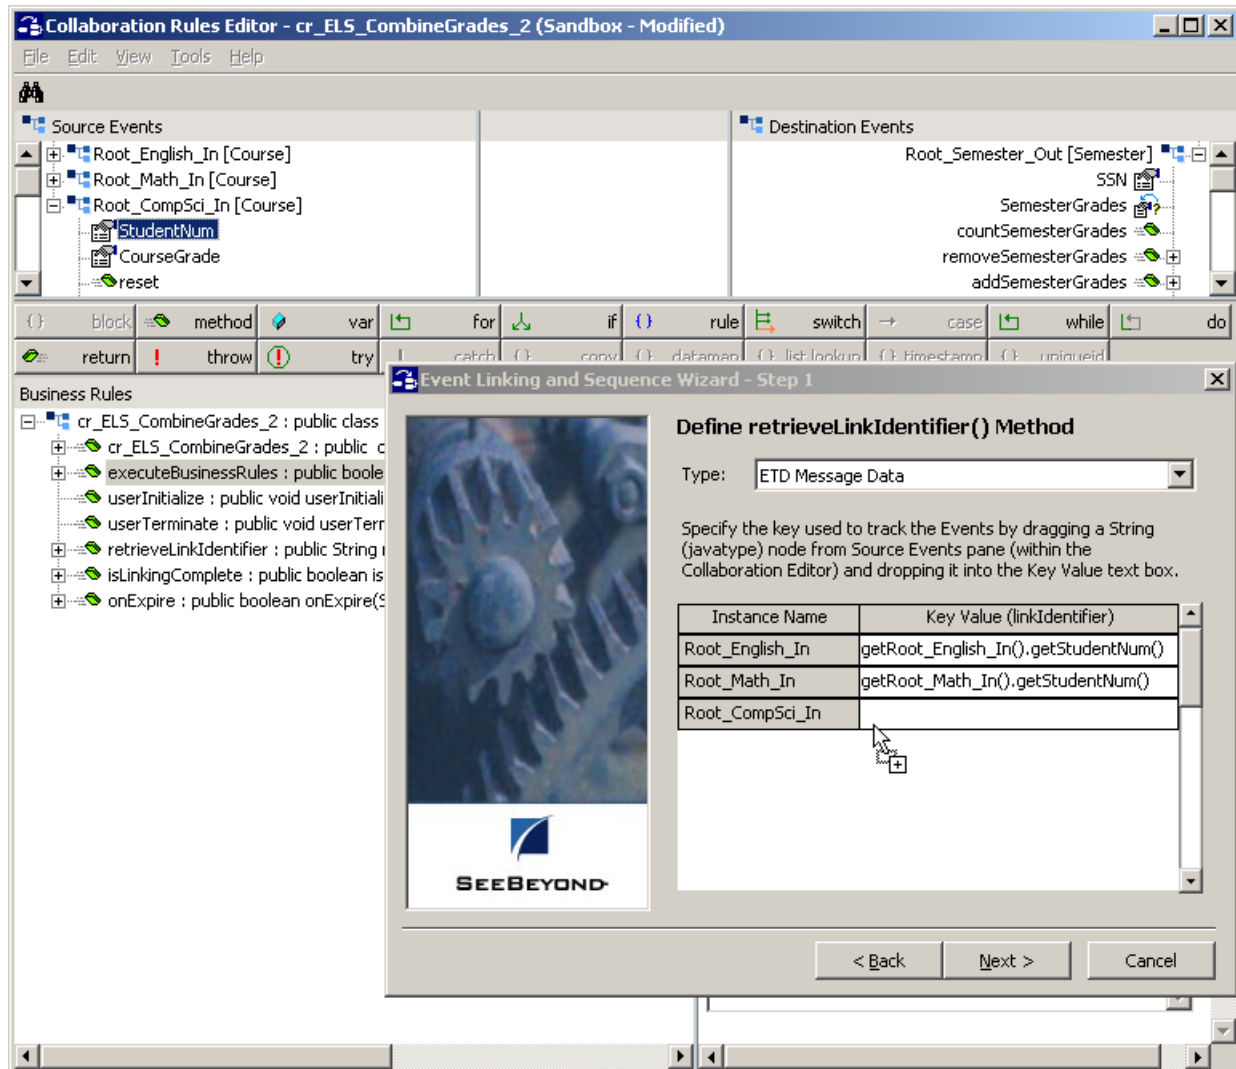 Collaboration Rules Editor - cr_ELS_CombineGrades_2 (Sandbox - Modified)
File Edit View Tools Help
Source Events
Destination Events
Root_English_In [Course]
Root_Math_In [Course]
Root_CompSci_In [Course]
StudentNum
CourseGrade
reset
Root_Semester_Out [Semester]
SSN
SemesterGrades
countSemesterGrades
removeSemesterGrades
addSemesterGrades
block method var for if rule switch case while do
return throw try catch copy datamap list lookup timestamp uniqueid
Business Rules
cr_ELS_CombineGrades_2 : public class
cr_ELS_CombineGrades_2 : public c
executeBusinessRules : public boole
userInitialize : public void userInitiali
userTerminate : public void userTerr
retrieveLinkIdentifier : public String
isLinkingComplete : public boolean is
onExpire : public boolean onExpire(S
Event Linking and Sequence Wizard - Step 1
Define retrieveLinkIdentifier() Method
Type: ETD Message Data
Specify the key used to track the Events by dragging a String
(javatype) node from Source Events pane (within the
Collaboration Editor) and dropping it into the Key Value text box.
Instance Name Key Value (linkIdentifier)
Root_English_In getRoot_English_In().getStudentNum()
Root_Math_In getRoot_Math_In().getStudentNum()
Root_CompSci_In
SEEBEYOND
< Back Next > Cancel